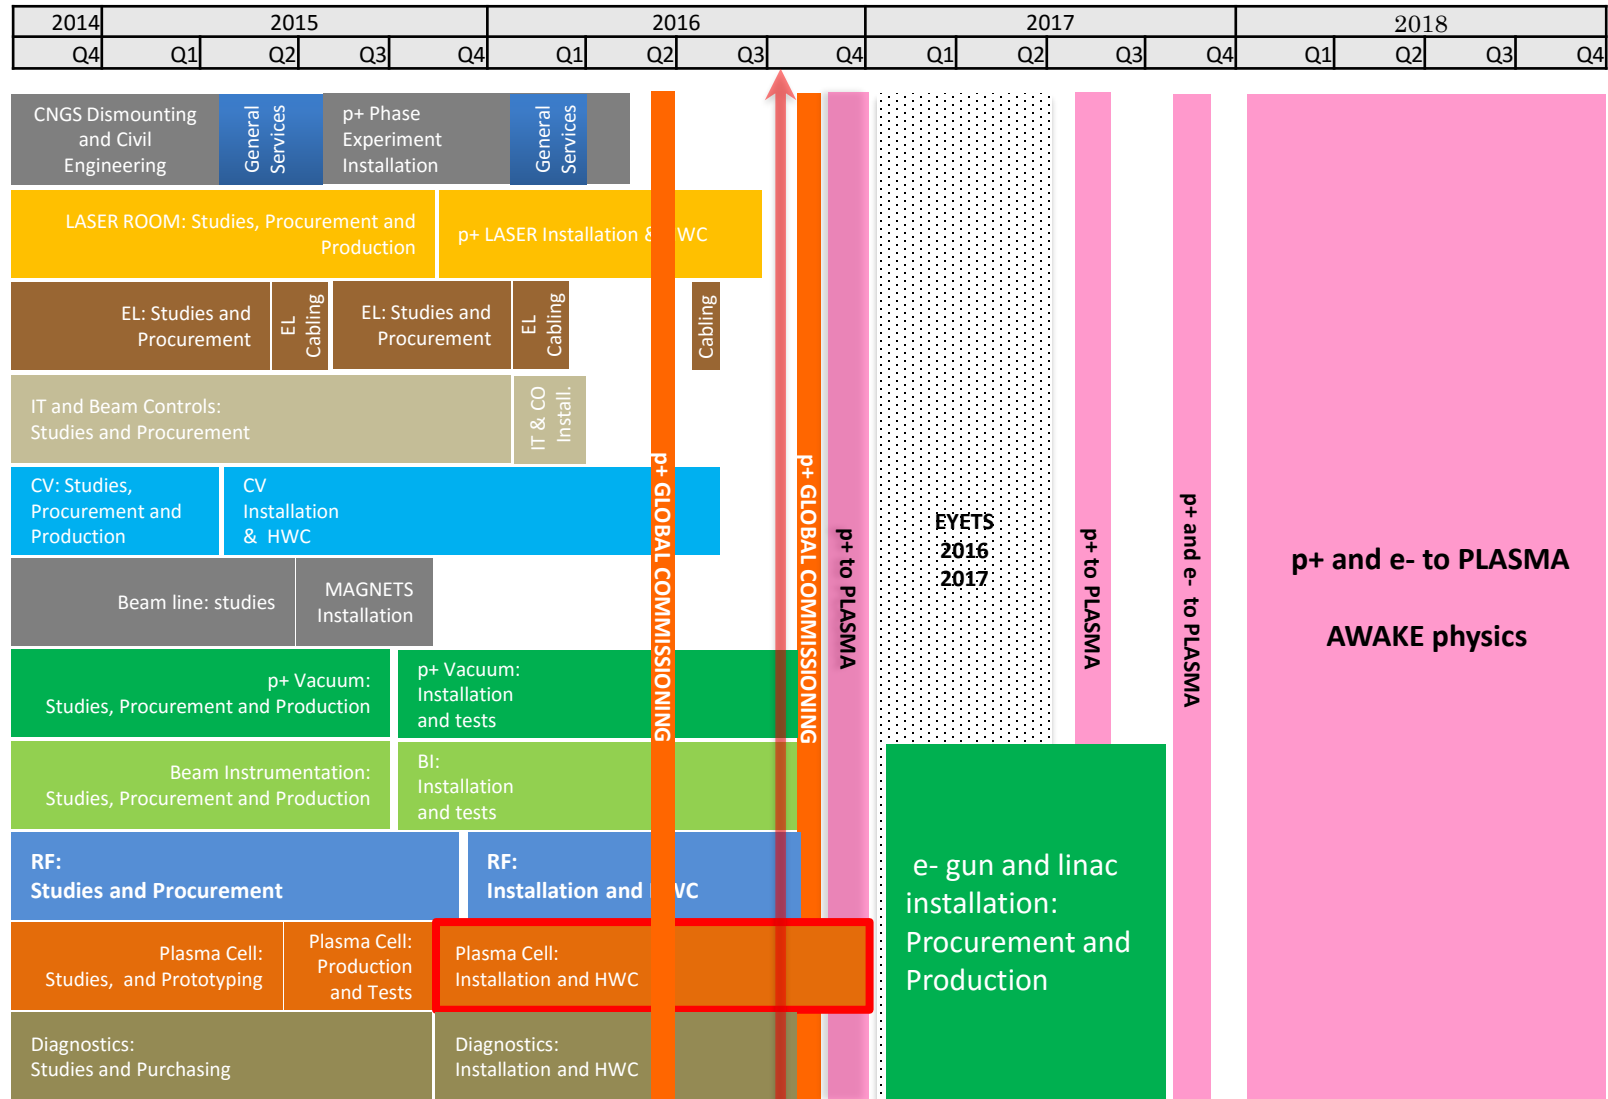 2014 2015 2016 2017 2018
Q4 Q1 Q2 Q3 Q4 Q1 Q2 Q3 Q4 Q1 Q2 Q3 Q4 Q1 Q2 Q3 Q4
CNGS Dismounting
and Civil
Engineering
General
Services
p+ Phase
Experiment
Installation
General
Services
LASER ROOM: Studies, Procurement and
Production
p+ LASER Installation & WC
EL: Studies and
Procurement
EL
Cabling
EL: Studies and
Procurement
EL
Cabling
Cabling
IT and Beam Controls:
Studies and Procurement
IT & CO
Install.
CV: Studies,
Procurement and
Production
CV
Installation
& HWC
Beam line: studies
MAGNETS
Installation
p+ Vacuum:
Studies, Procurement and Production
p+ Vacuum:
Installation
and tests
Beam Instrumentation:
Studies, Procurement and Production
BI:
Installation
and tests
RF:
Studies and Procurement
RF:
Installation and WC
Plasma Cell:
Studies, and Prototyping
Plasma Cell:
Production
and Tests
Plasma Cell:
Installation and HWC
Diagnostics:
Studies and Purchasing
Diagnostics:
Installation and HWC
p+ GLOBAL COMMISSIONING
p+ GLOBAL COMMISSIONING
p+ to PLASMA
EYETS
2016
2017
p+ to PLASMA
p+ and e- to PLASMA
e- gun and linac
installation:
Procurement and
Production
p+ and e- to PLASMA
AWAKE physics